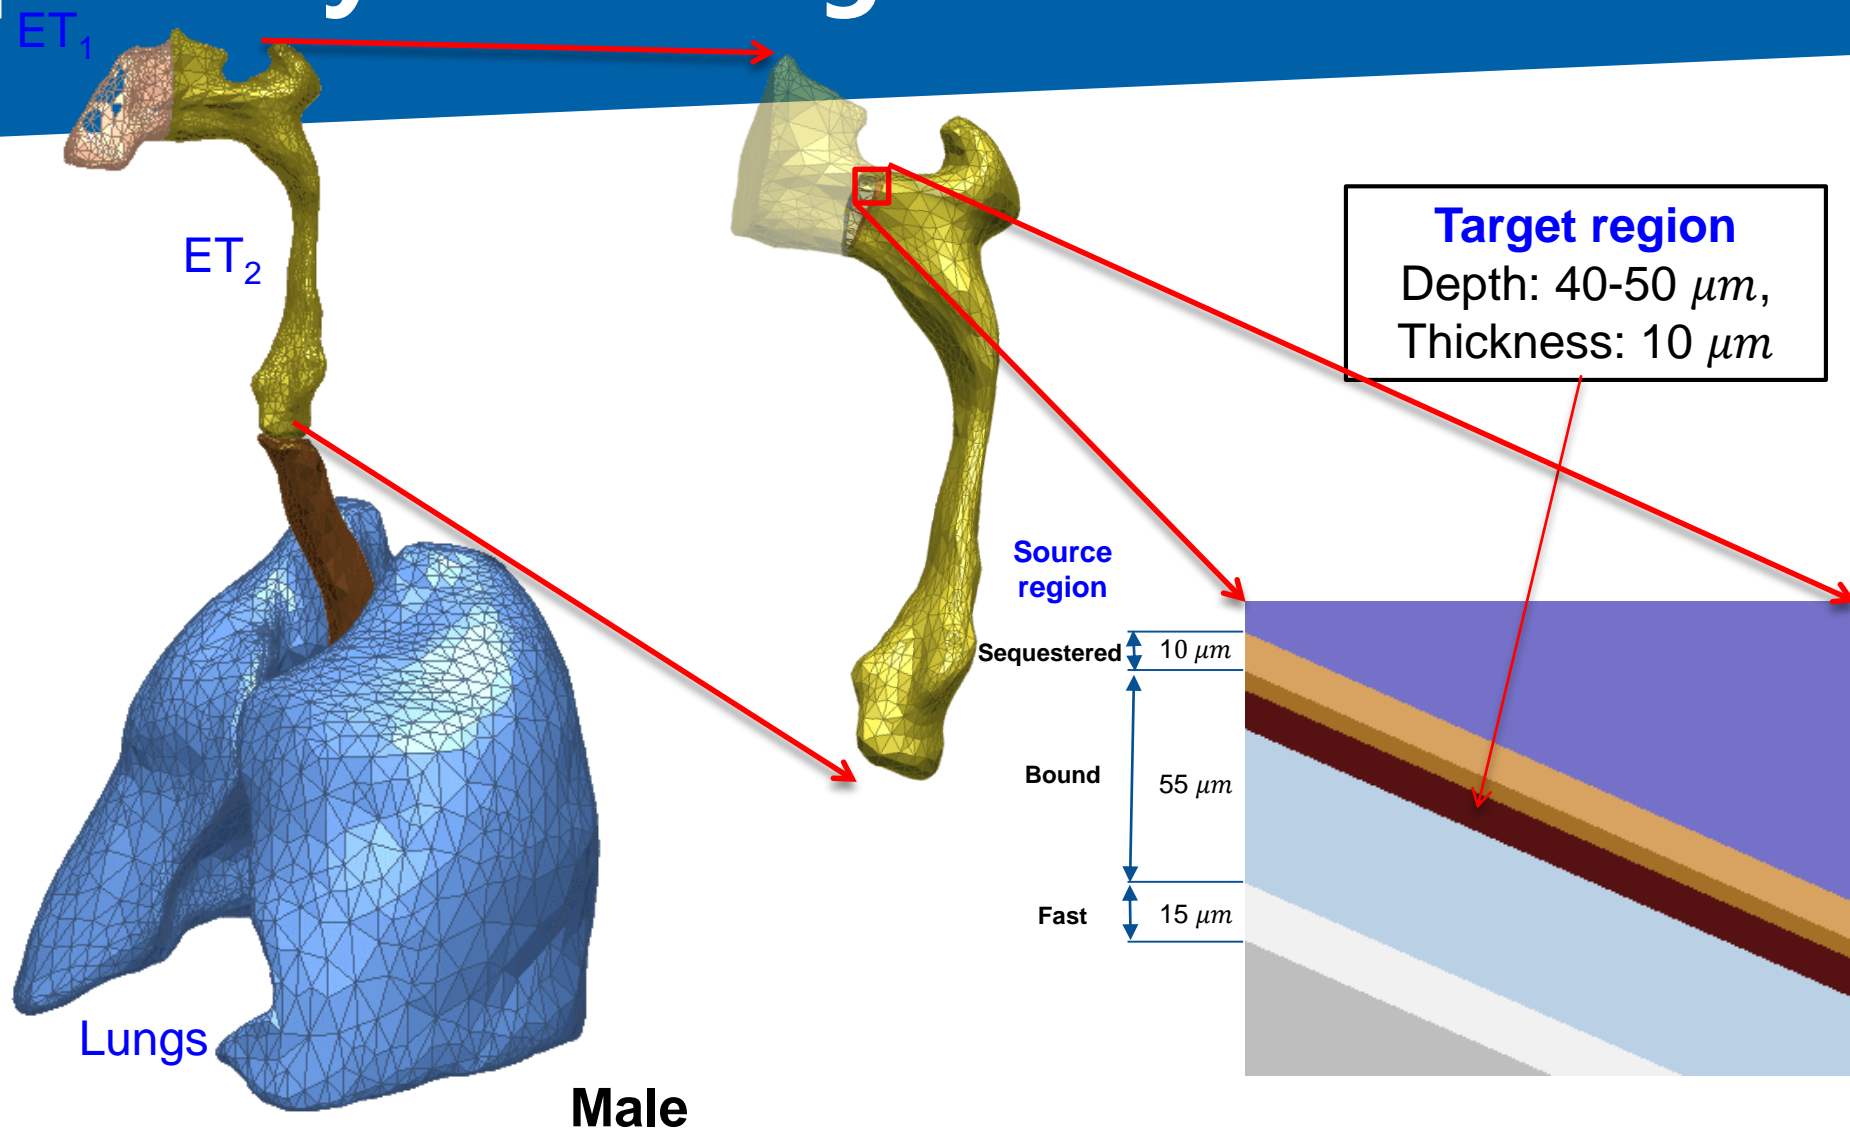 ET₁
ET₂
Lungs
Male
Target region
Depth: 40-50 μm,
Thickness: 10 μm
Source
region
Sequestered
10 μm
Bound
55 μm
Fast
15 μm